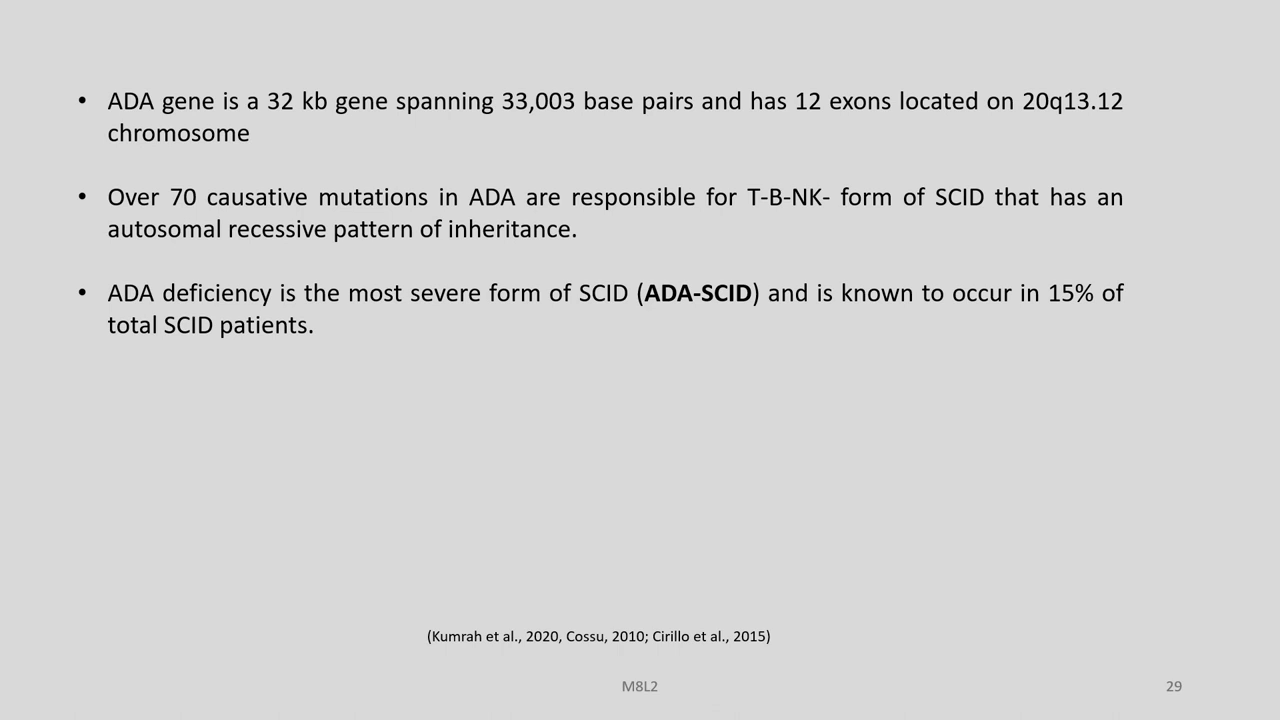 • ADA gene is a 32 kb gene spanning 33,003 base pairs and has 12 exons located on 20q13.12
chromosome
• Over 70 causative mutations in ADA are responsible for T-B-NK- form of SCID that has an
autosomal recessive pattern of inheritance.
• ADA deficiency is the most severe form of SCID (ADA-SCID) and is known to occur in 15% of
total SCID patients.
(Kumrah et al., 2020, Cossu, 2010; Cirillo et al., 2015)
M8L2
29